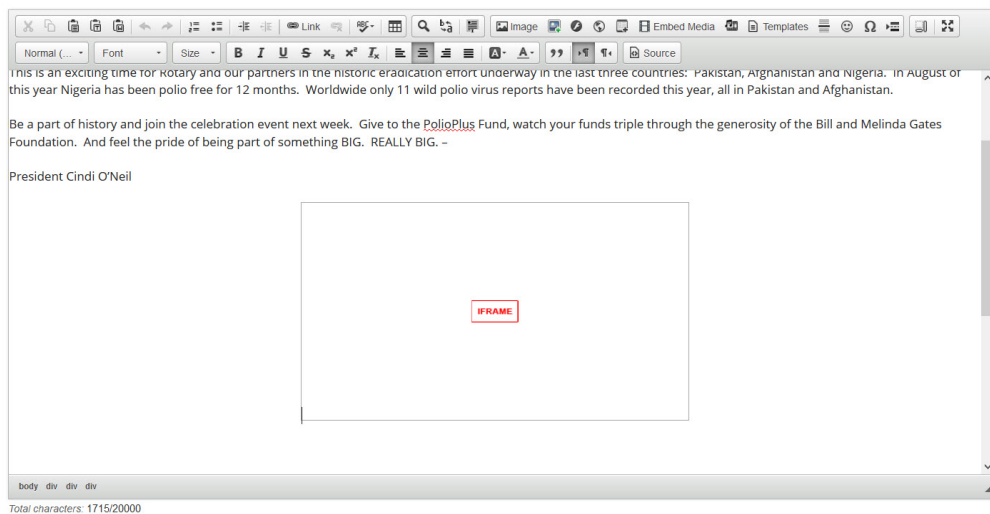 Link
Image
Embed Media
Templates
Normal (...
Font
Size
B I U S x₂ x² Iₓ
A A
Source
This is an exciting time for Rotary and our partners in the historic eradication effort underway in the last three countries: Pakistan, Afghanistan and Nigeria. In August of
this year Nigeria has been polio free for 12 months. Worldwide only 11 wild polio virus reports have been recorded this year, all in Pakistan and Afghanistan.
Be a part of history and join the celebration event next week. Give to the PolioPlus Fund, watch your funds triple through the generosity of the Bill and Melinda Gates
Foundation. And feel the pride of being part of something BIG. REALLY BIG. –
President Cindi O'Neil
IFRAME
body div div div
Total characters: 1715/20000